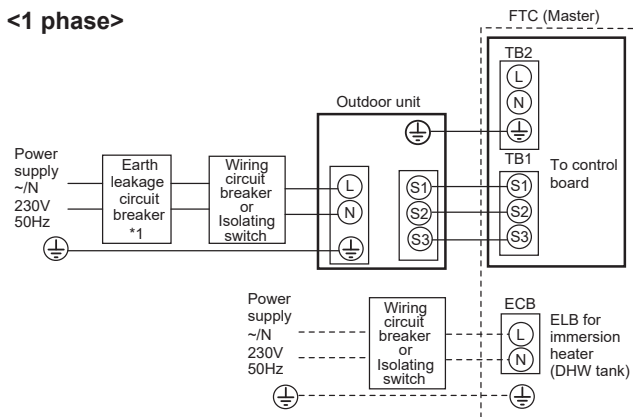 <1 phase>
FTC (Master)
TB2
L
N
Outdoor unit
TB1
To control
board
S1
S2
S3
Power
supply
~/N
230V
50Hz
Earth
leakage
circuit
breaker
*1
Wiring
circuit
breaker
or
Isolating
switch
L
N
S1
S2
S3
Power
supply
~/N
230V
50Hz
Wiring
circuit
breaker
or
Isolating
switch
ECB
L
N
ELB for
immersion
heater
(DHW tank)